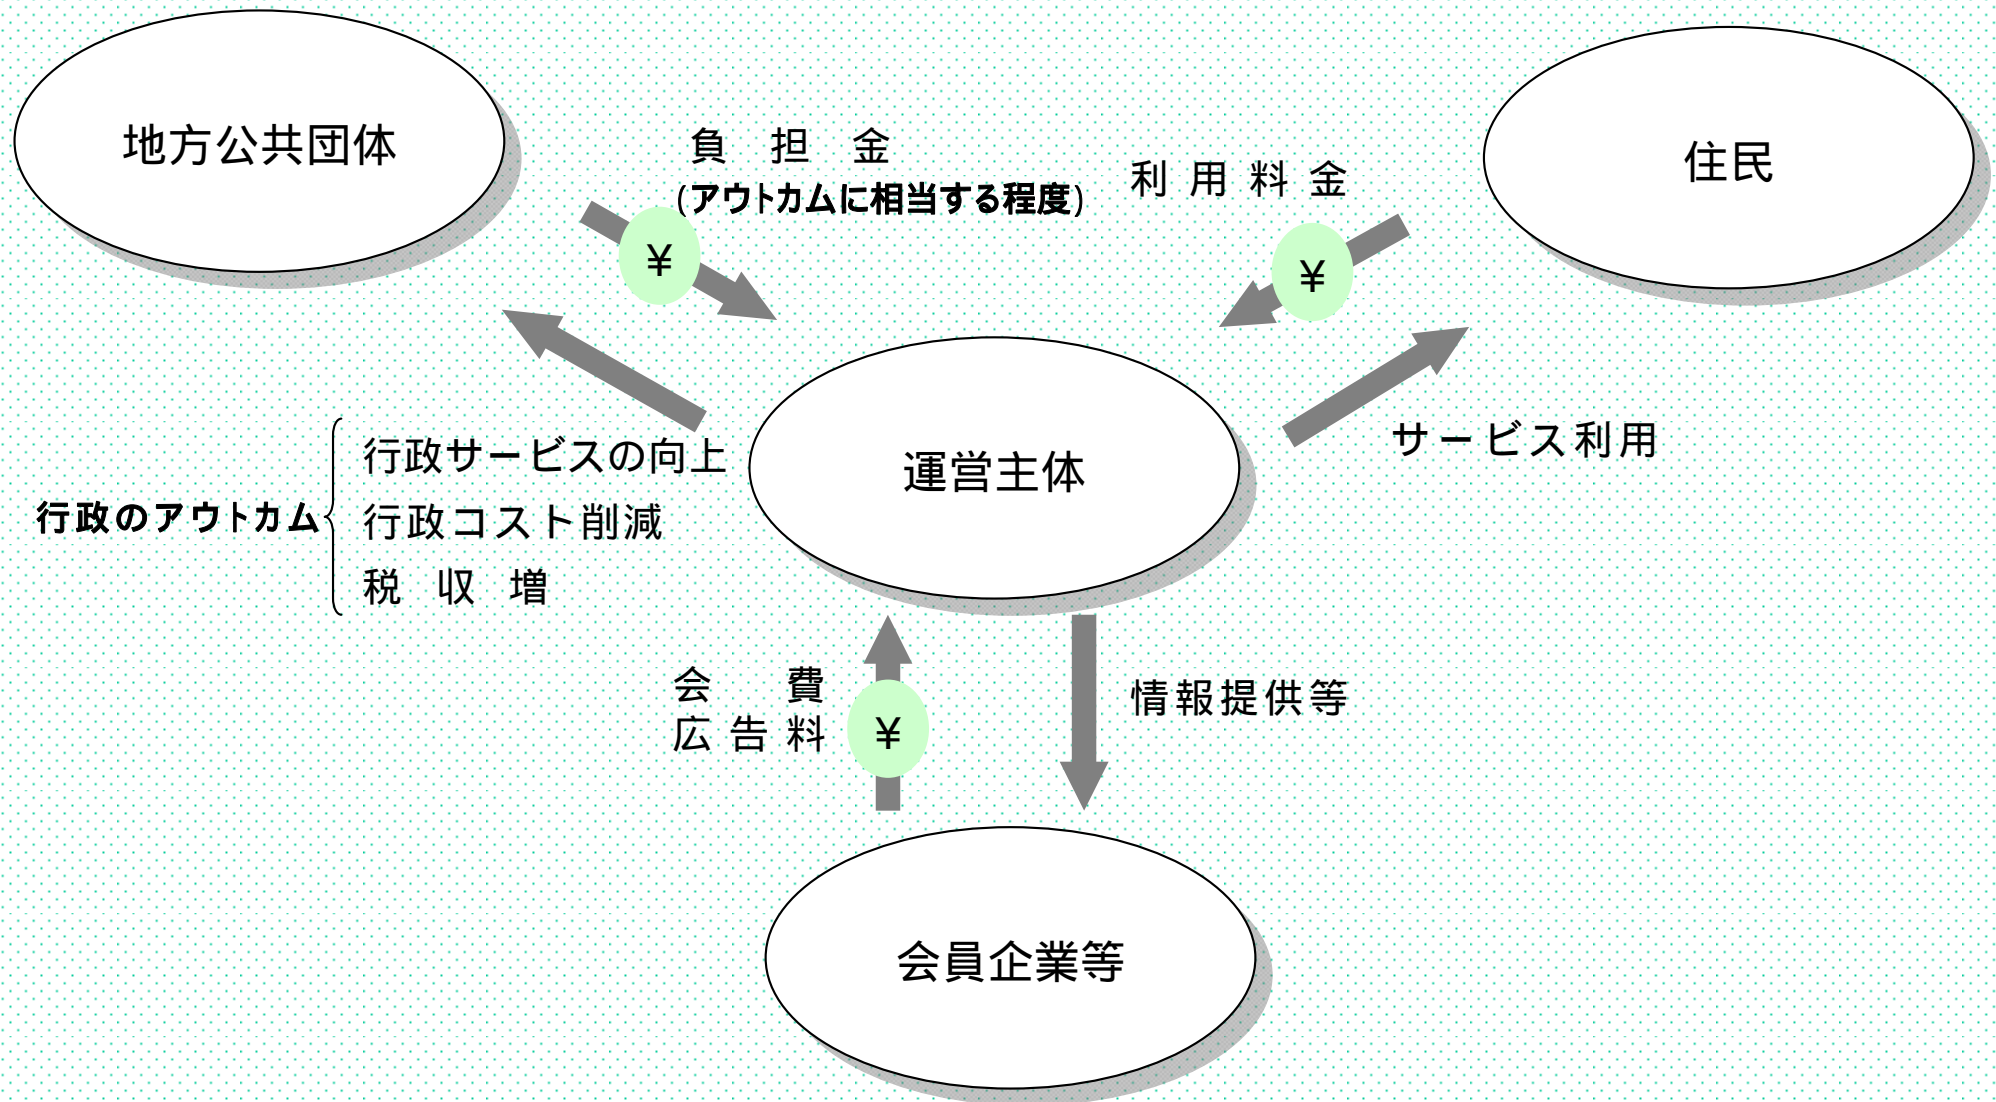 地方公共団体
住民
負担金
(アウトカムに相当する程度)
利用料金
¥
¥
行政サービスの向上
サービス利用
運営主体
行政のアウトカム
行政コスト削減
税収増
会費
広告料
¥
情報提供等
会員企業等